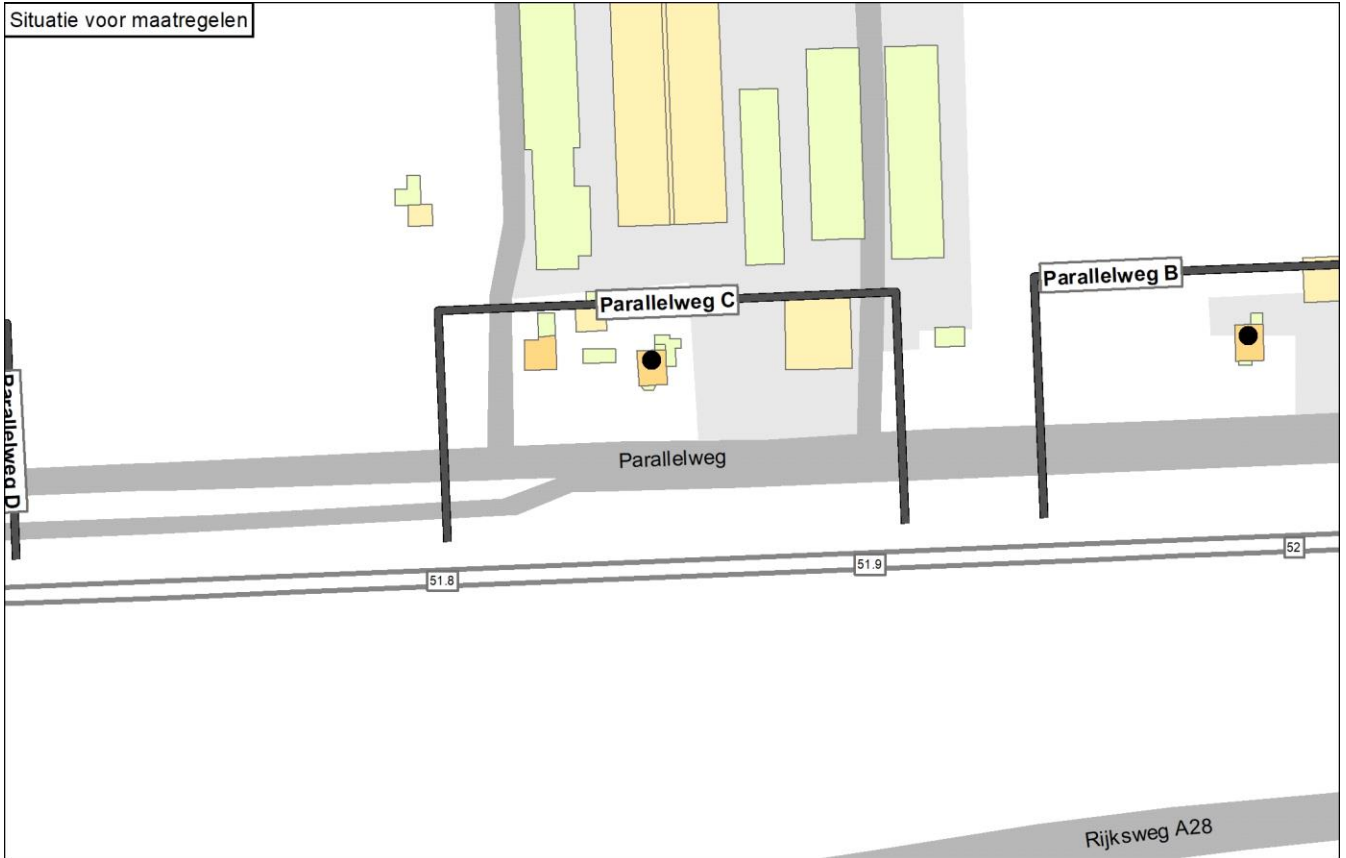 Situatie voor maatregelen
Parallelweg B
Parallelweg C
Parallelweg D
Parallelweg
52
51.9
51.8
Rijksweg A28